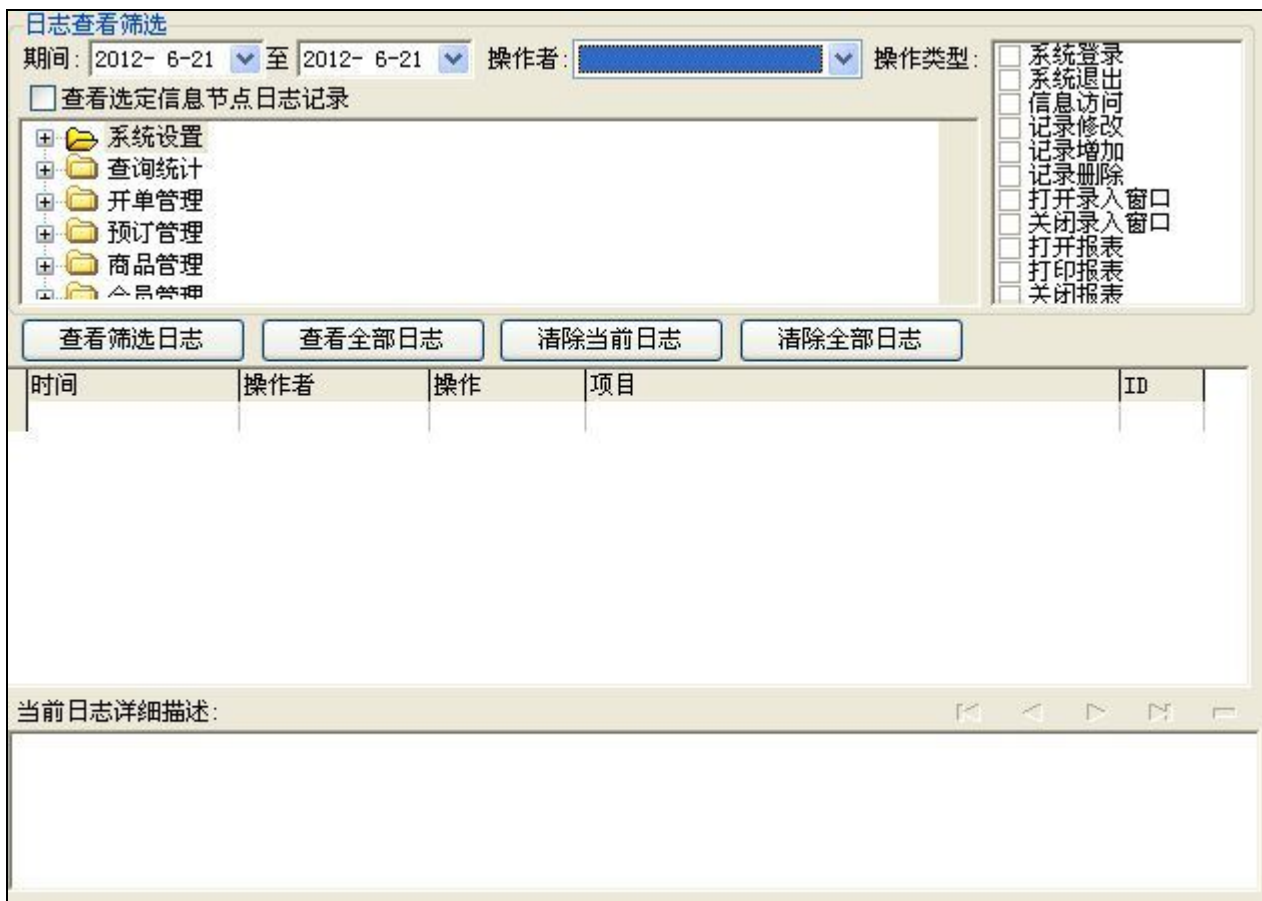 日志查看筛选
期间: 2012- 6-21 至 2012- 6-21 操作者: 操作类型:
系统登录
系统退出
信息访问
记录修改
记录增加
记录删除
打开录入窗口
关闭录入窗口
打开报表
打印报表
关闭报表
查看选定信息节点日志记录
系统设置
查询统计
开单管理
预订管理
商品管理
会员管理
查看筛选日志 查看全部日志 清除当前日志 清除全部日志
时间 操作者 操作 项目 ID
当前日志详细描述: